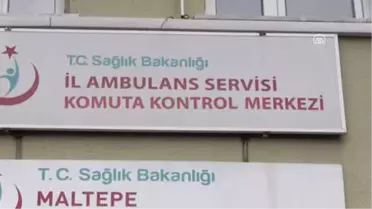 T.C. Sağlık Bakanlığı
İL AMBULANS SERVİSİ
KOMUTA KONTROL MERKEZİ
T. C. Sağlık Bakanlığı
MALTEPE